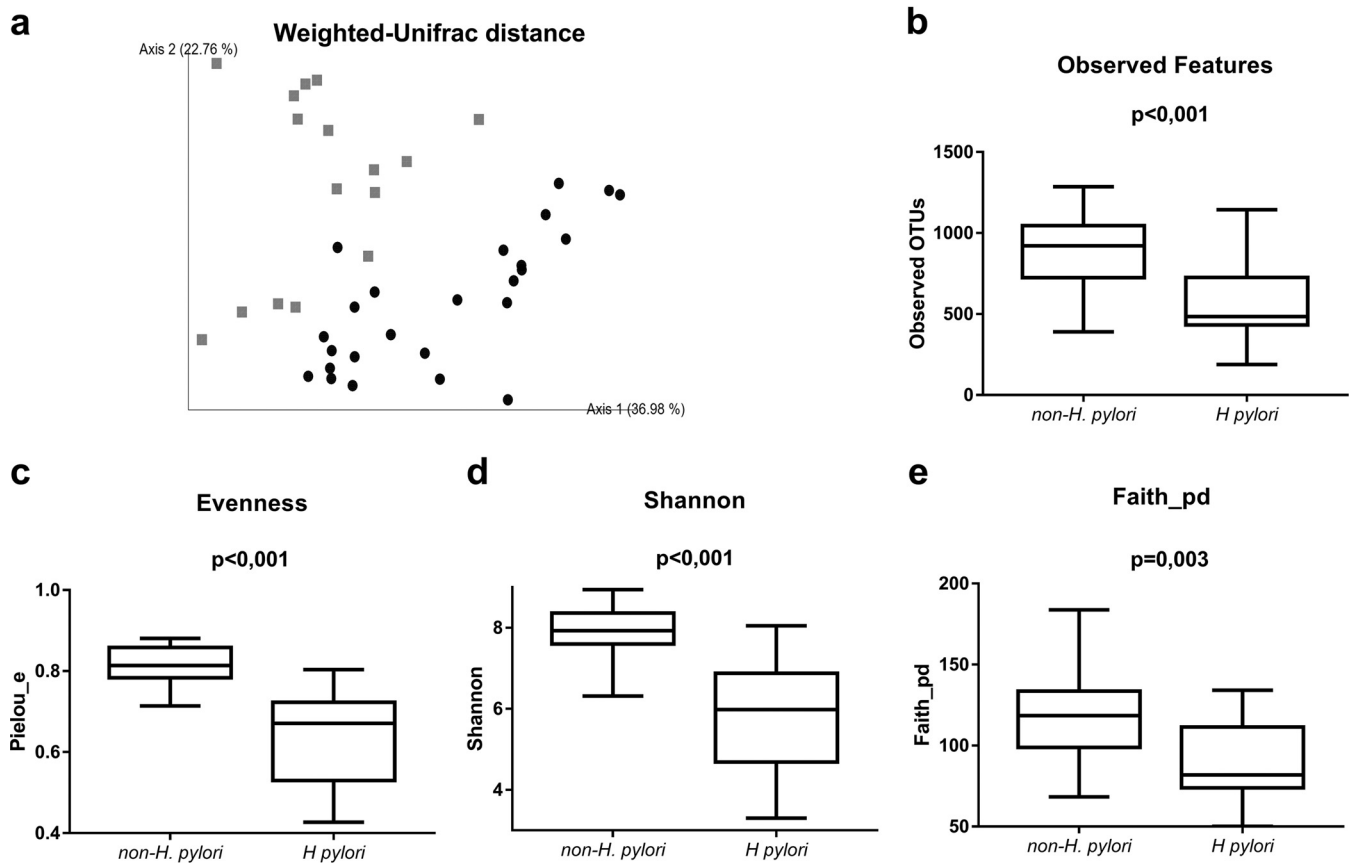 a
Weighted-Unifrac distance
Axis 2 (22.76 %)
Axis 1 (36.98 %)
b
Observed Features
p<0,001
Observed OTUs
1500
1000
500
0
non-H. pylori
H pylori
c
Evenness
p<0,001
Pielou_e
1.0
0.8
0.6
0.4
non-H. pylori
H pylori
d
Shannon
p<0,001
Shannon
8
6
4
non-H. pylori
H pylori
e
Faith_pd
p=0,003
Faith_pd
200
150
100
50
non-H. pylori
H pylori